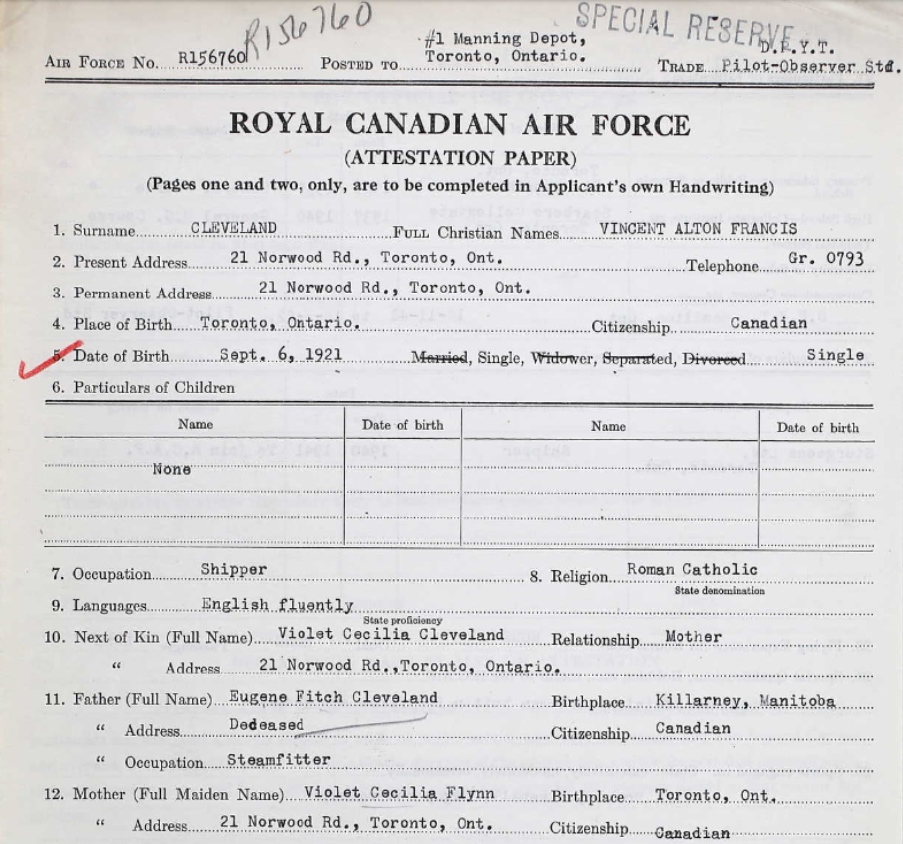 R156760
SPECIAL RESERVE
D.F.Y.T.
AIR FORCE NO. R156760 POSTED TO #1 Manning Depot, Toronto, Ontario. TRADE Pilot-Observer Std.
ROYAL CANADIAN AIR FORCE
(ATTESTATION PAPER)
(Pages one and two, only, are to be completed in Applicant's own Handwriting)
1. Surname CLEVELAND FULL Christian Names VINCENT ALTON FRANCIS
2. Present Address 21 Norwood Rd., Toronto, Ont. Telephone Gr. 0793
3. Permanent Address 21 Norwood Rd., Toronto, Ont.
4. Place of Birth Toronto, Ontario. Citizenship Canadian
5. Date of Birth Sept. 6, 1921 Married, Single, Widower, Separated, Divorced Single
6. Particulars of Children
Name Date of birth Name Date of birth
None
7. Occupation Shipper 8. Religion Roman Catholic
State denomination
9. Languages English fluently
State proficiency
10. Next of Kin (Full Name) Violet Cecilia Cleveland Relationship Mother
" Address 21 Norwood Rd.,Toronto, Ontario.
11. Father (Full Name) Eugene Fitch Cleveland Birthplace Killarney, Manitoba
" Address Dedeased Citizenship Canadian
" Occupation Steamfitter
12. Mother (Full Maiden Name) Violet Cecilia Flynn Birthplace Toronto, Ont.
" Address 21 Norwood Rd., Toronto, Ont. Citizenship Canadian